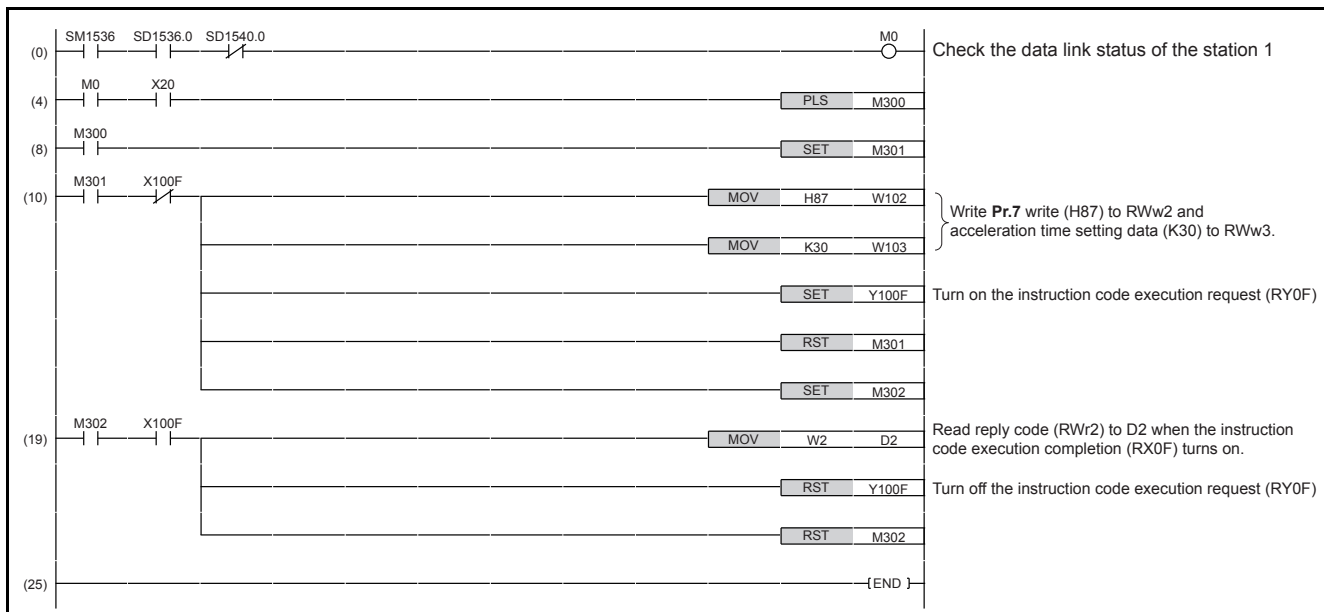 SM1536 SD1536.0 SD1540.0 M0
(0) Check the data link status of the station 1
M0 X20
(4) PLS M300
M300
(8) SET M301
M301 X100F
(10) MOV H87 W102
Write Pr.7 write (H87) to RWw2 and
acceleration time setting data (K30) to RWw3.
MOV K30 W103
SET Y100F Turn on the instruction code execution request (RY0F)
RST M301
SET M302
M302 X100F
(19) MOV W2 D2 Read reply code (RWr2) to D2 when the instruction
code execution completion (RX0F) turns on.
RST Y100F Turn off the instruction code execution request (RY0F)
RST M302
(25) END